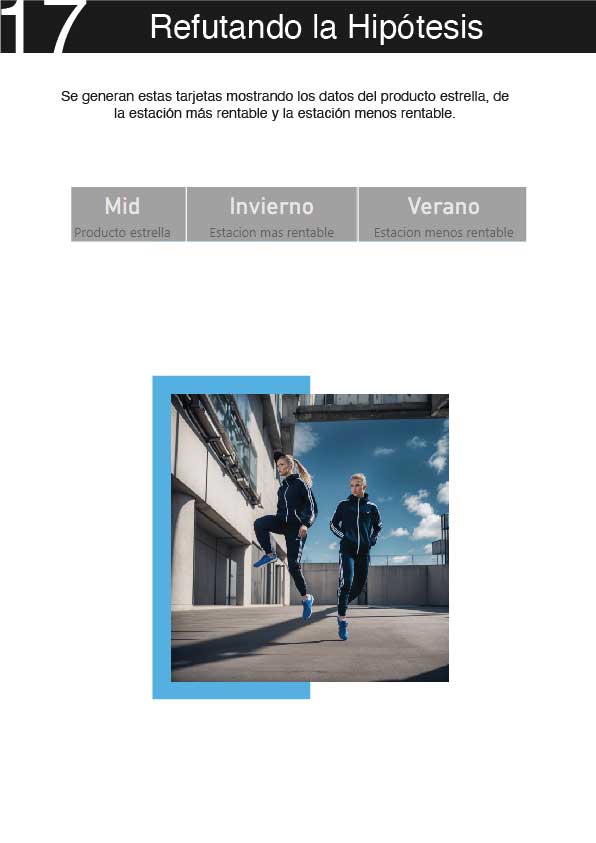 17
Refutando la Hipótesis
Se generan estas tarjetas mostrando los datos del producto estrella, de
la estación más rentable y la estación menos rentable.
Mid
Invierno
Verano
Producto estrella
Estacion mas rentable
Estacion menos rentable